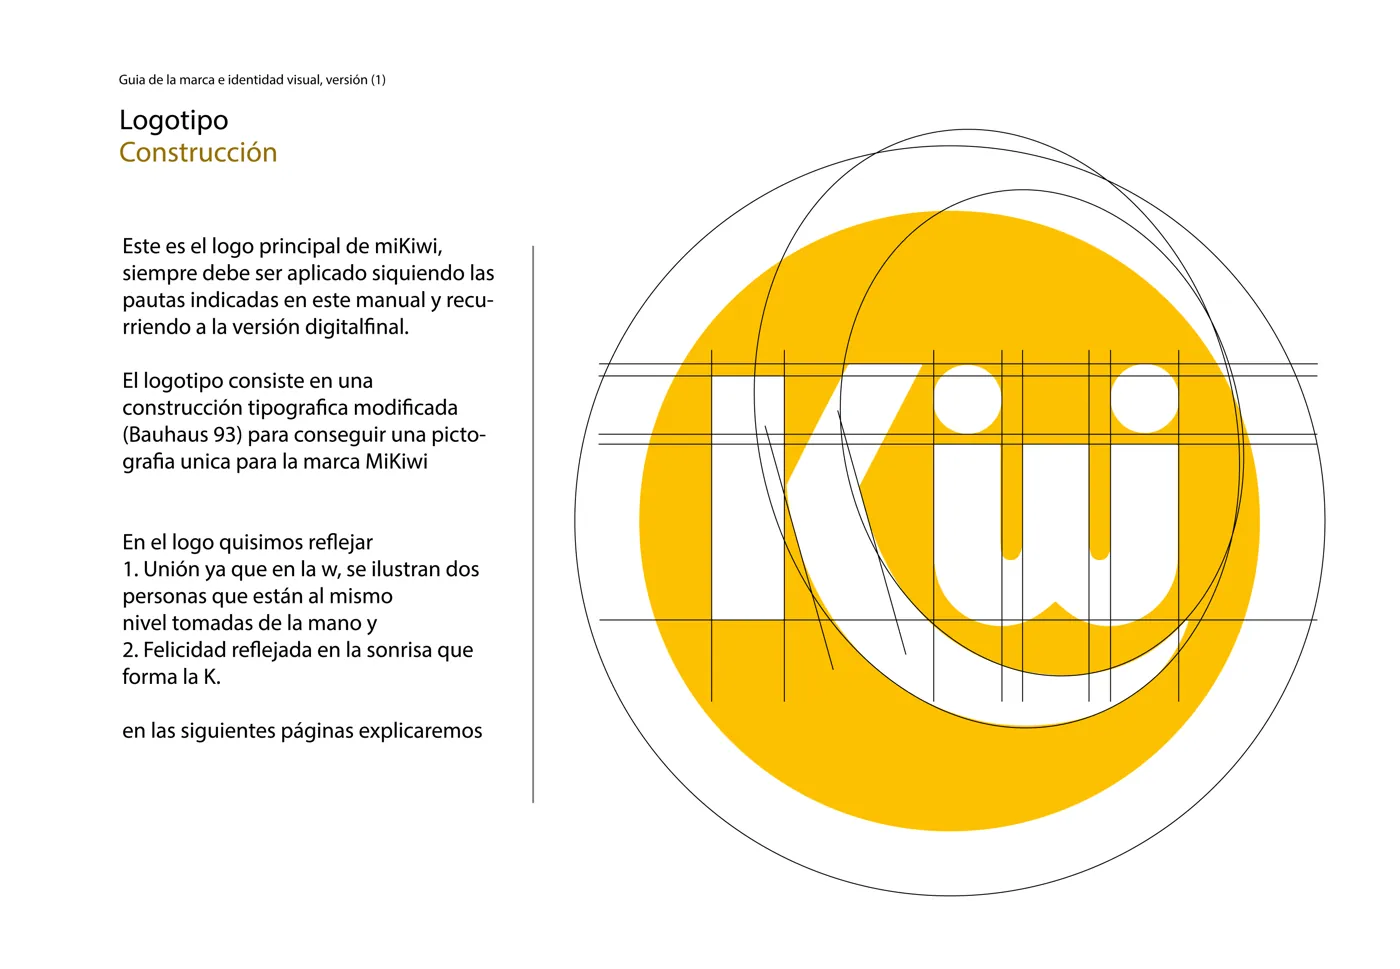 Guia de la marca e identidad visual, versión (1)
Logotipo
Construcción
Este es el logo principal de miKiwi,
siempre debe ser aplicado siquiendo las
pautas indicadas en este manual y recu-
rriendo a la versión digitalfinal.
El logotipo consiste en una
construcción tipografica modificada
(Bauhaus 93) para conseguir una picto-
grafia unica para la marca MiKiwi
En el logo quisimos reflejar
1. Unión ya que en la w, se ilustran dos
personas que están al mismo
nivel tomadas de la mano y
2. Felicidad reflejada en la sonrisa que
forma la K.
en las siguientes páginas explicaremos
Kiwi